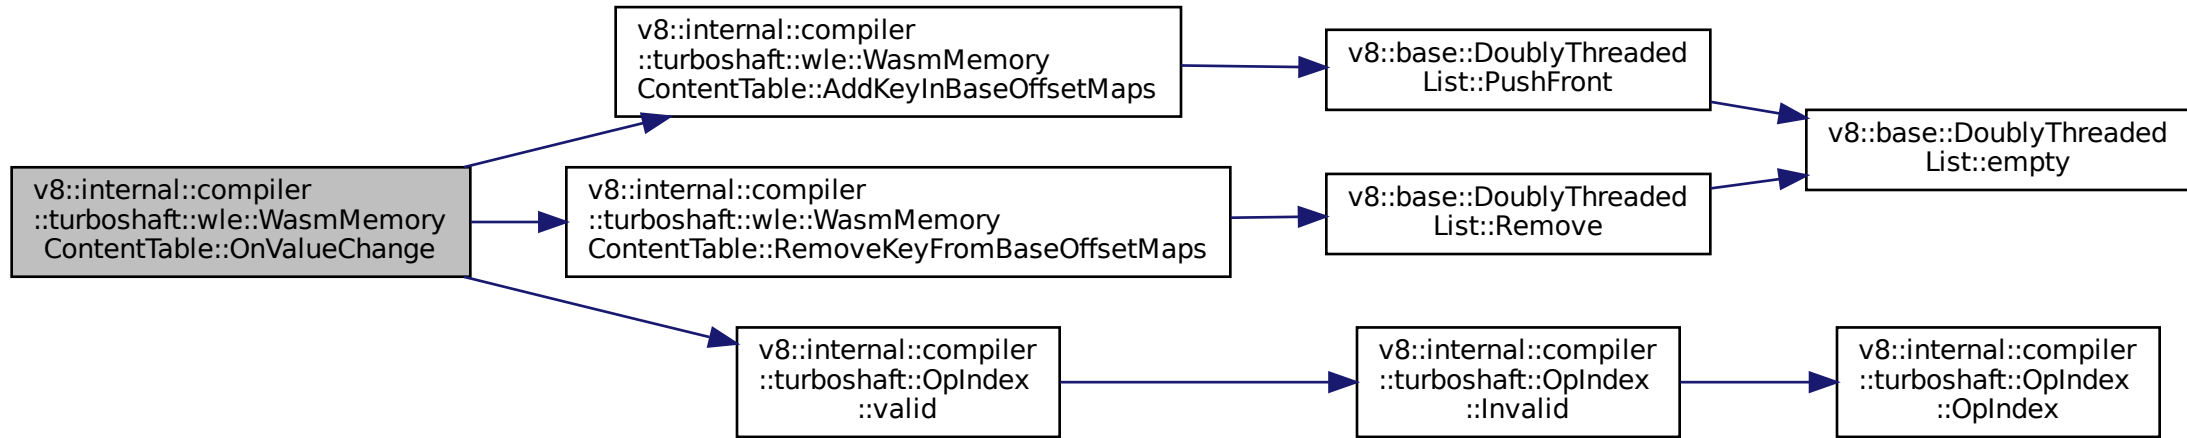 v8::internal::compiler
::turboshaft::wle::WasmMemory
ContentTable::OnValueChange
v8::internal::compiler
::turboshaft::wle::WasmMemory
ContentTable::AddKeyInBaseOffsetMaps
v8::base::DoublyThreaded
List::PushFront
v8::base::DoublyThreaded
List::empty
v8::internal::compiler
::turboshaft::wle::WasmMemory
ContentTable::RemoveKeyFromBaseOffsetMaps
v8::base::DoublyThreaded
List::Remove
v8::internal::compiler
::turboshaft::OpIndex
::valid
v8::internal::compiler
::turboshaft::OpIndex
::Invalid
v8::internal::compiler
::turboshaft::OpIndex
::OpIndex